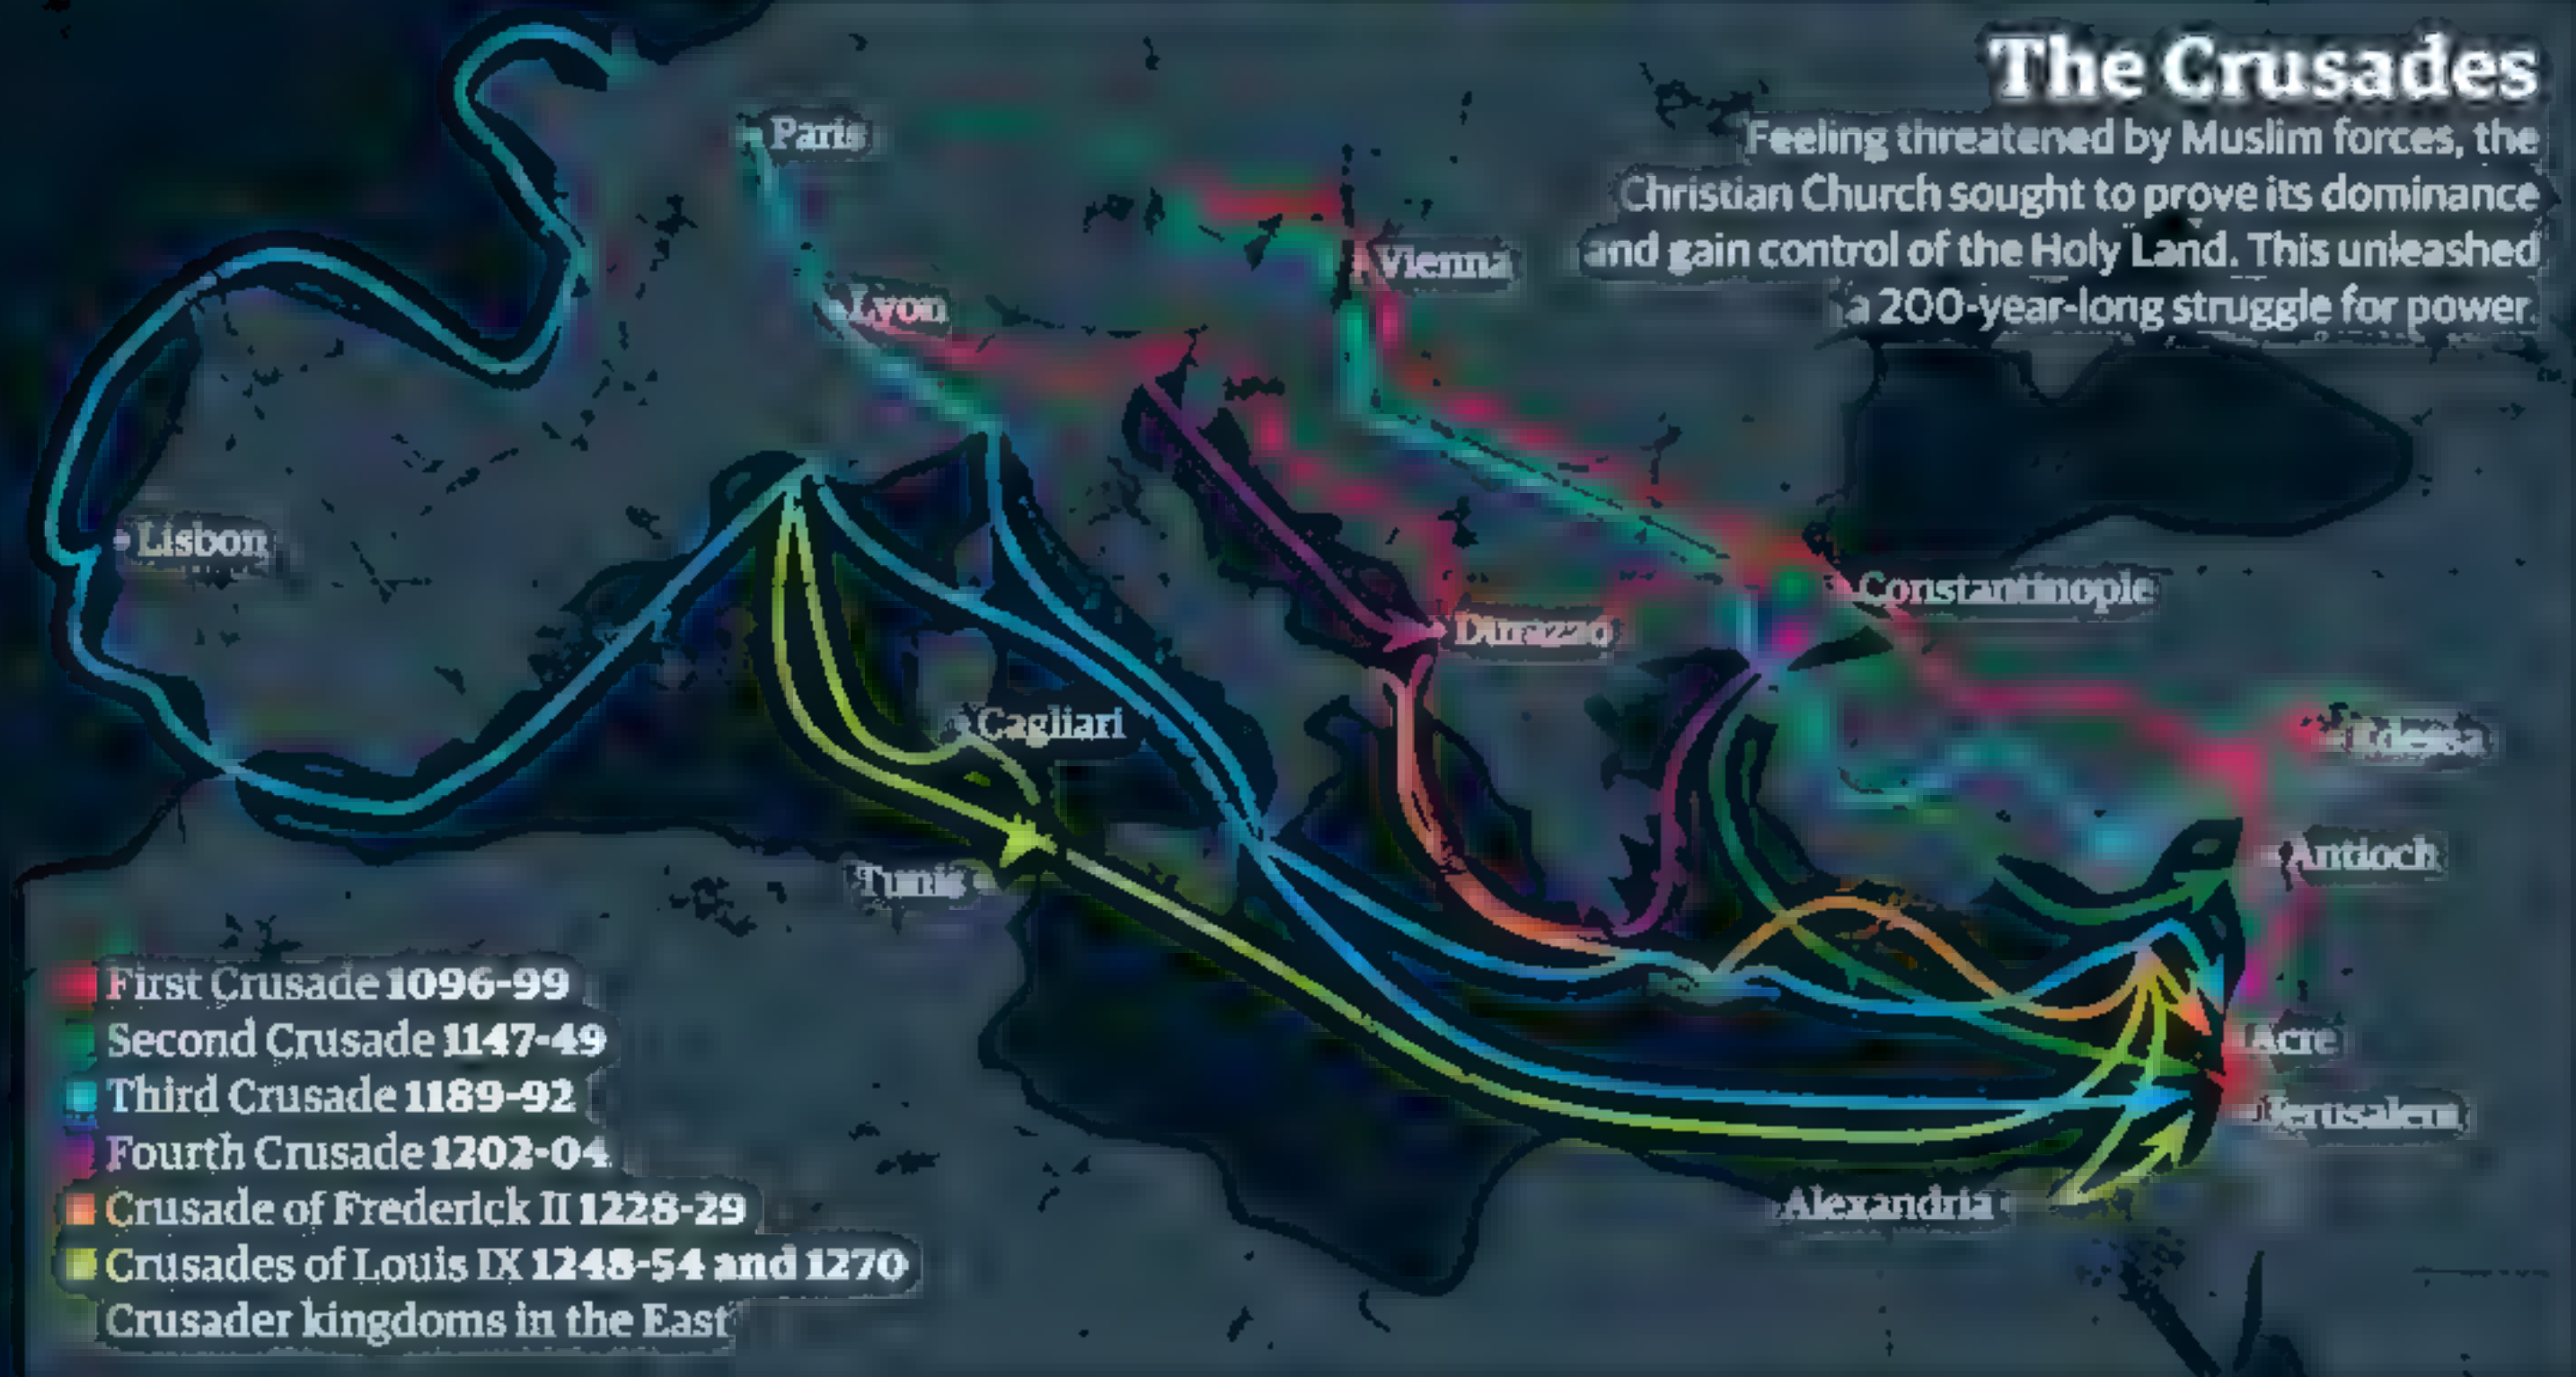 The Crusades
Feeling threatened by Muslim forces, the
Christian Church sought to prove its dominance
and gain control of the Holy Land. This unleashed
a 200-year-long struggle for power.
Paris
Vienna
Lyon
Lisbon
Constantinople
Durazzo
Cagliari
Edessa
Antioch
Tunis
Acre
Jerusalem
Alexandria
First Crusade 1096-99
Second Crusade 1147-49
Third Crusade 1189-92
Fourth Crusade 1202-04
Crusade of Frederick II 1228-29
Crusades of Louis IX 1248-54 and 1270
Crusader kingdoms in the East